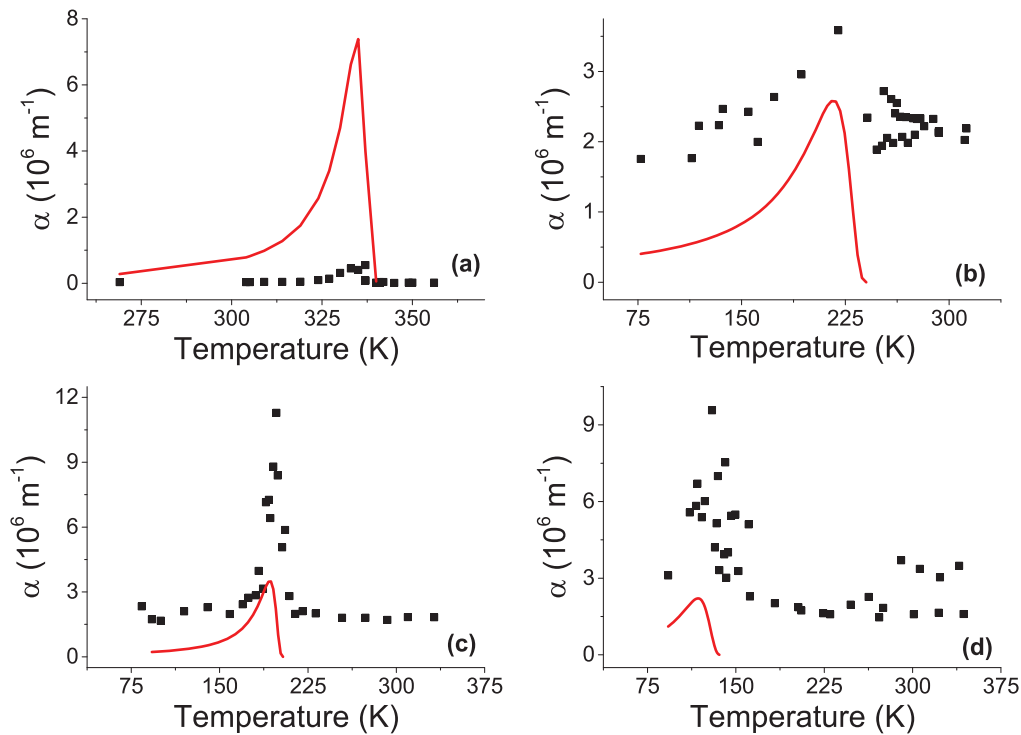 8
6
4
2
0
α (10⁶ m⁻¹)
(a)
275 300 325 350
Temperature (K)
3
2
1
0
α (10⁶ m⁻¹)
(b)
75 150 225 300
Temperature (K)
12
9
6
3
0
α (10⁶ m⁻¹)
(c)
75 150 225 300 375
Temperature (K)
9
6
3
0
α (10⁶ m⁻¹)
(d)
75 150 225 300 375
Temperature (K)